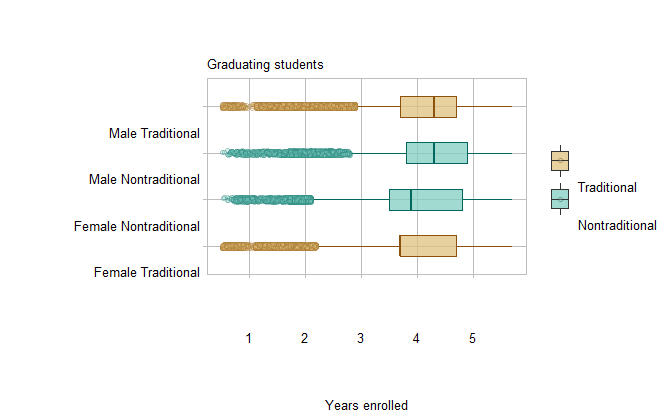 Graduating students
Male Traditional
Male Nontraditional
Female Nontraditional
Female Traditional
Traditional
Nontraditional
1 2 3 4 5
Years enrolled